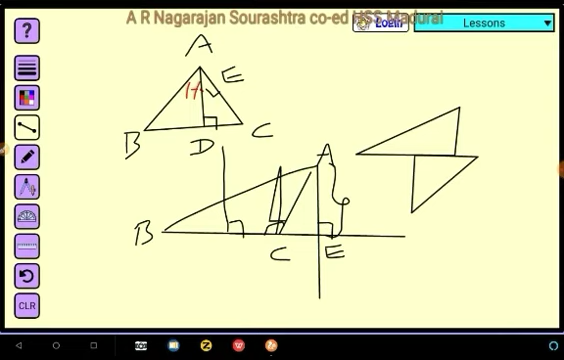 A R Nagarajan Sourashtra co-ed HSS Madurai
? Login Lessons
A
H E
B D C
A
B
C E
CLR